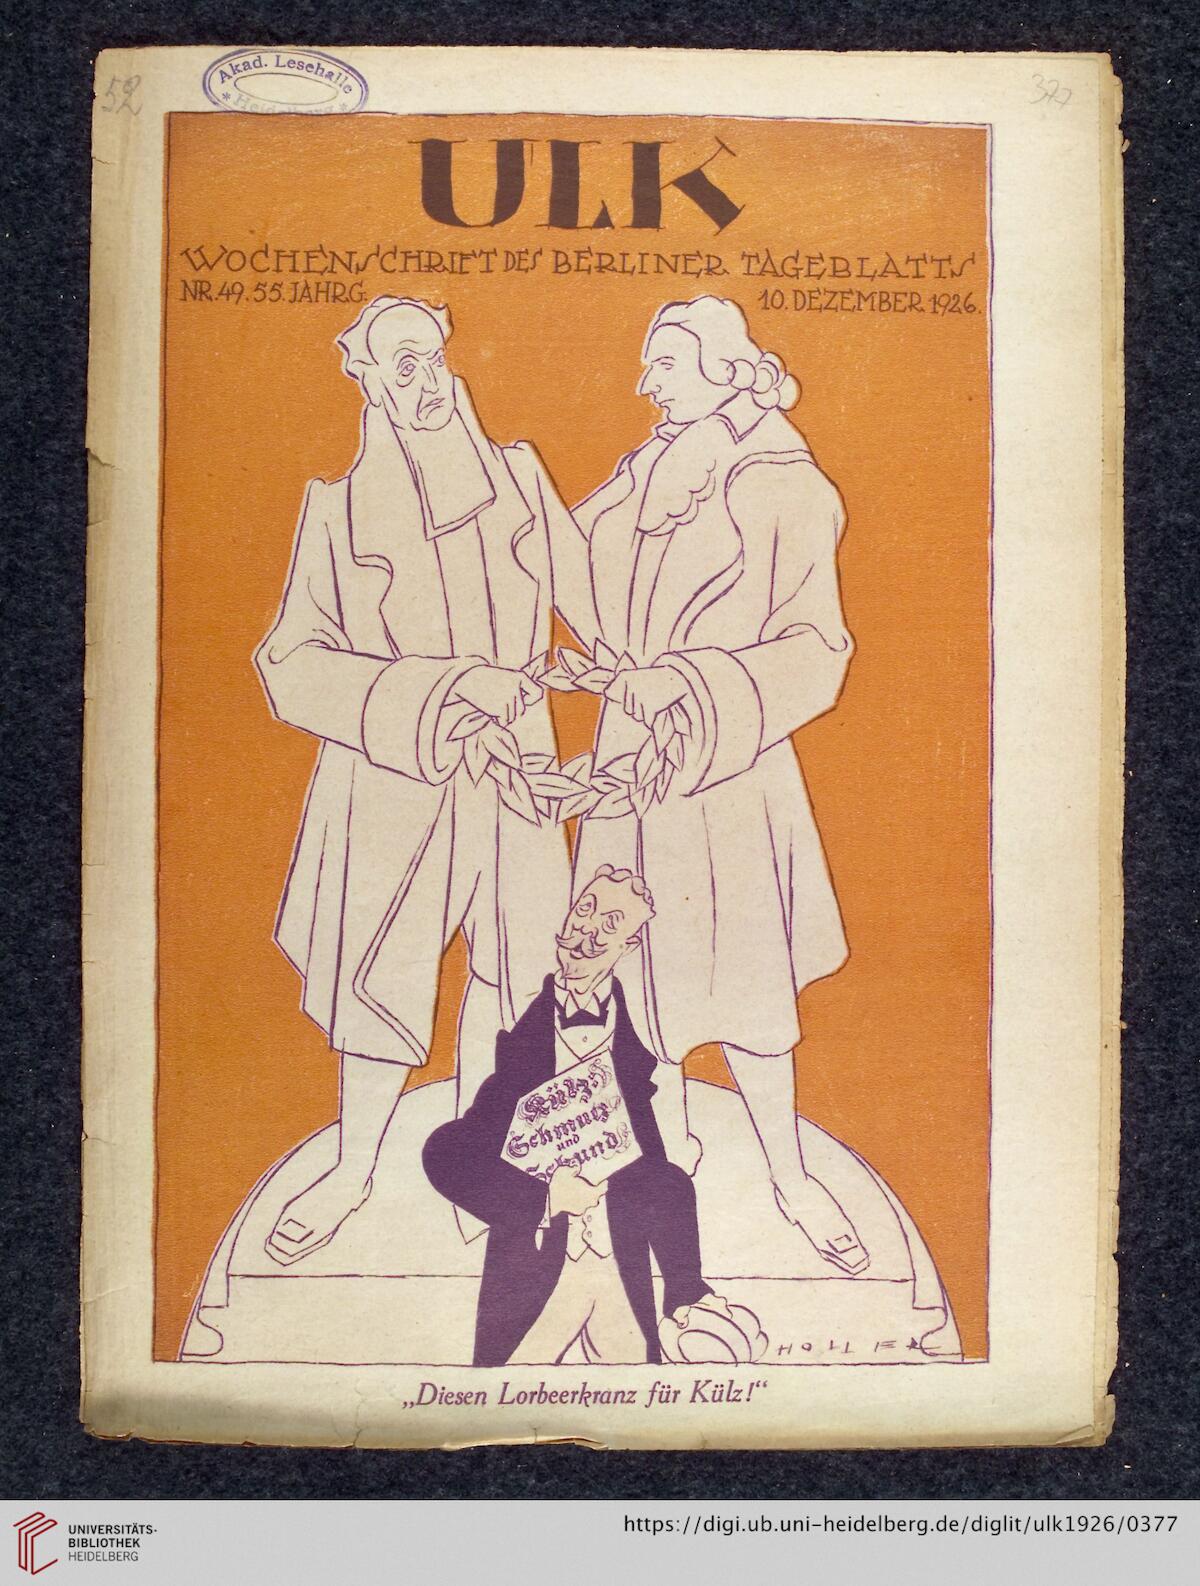 52
Akad. Lesehalle
* Heidelberg *
377
ULK
WOCHENSCHRIFT DES BERLINER TAGEBLATTS
NR. 49. 55. JAHRG.
10. DEZEMBER 1926.
Külz:
Schmutz
und
Schund
„Diesen Lorbeerkranz für Külz!“
UNIVERSITÄTS-
BIBLIOTHEK
HEIDELBERG
https://digi.ub.uni-heidelberg.de/diglit/ulk1926/0377